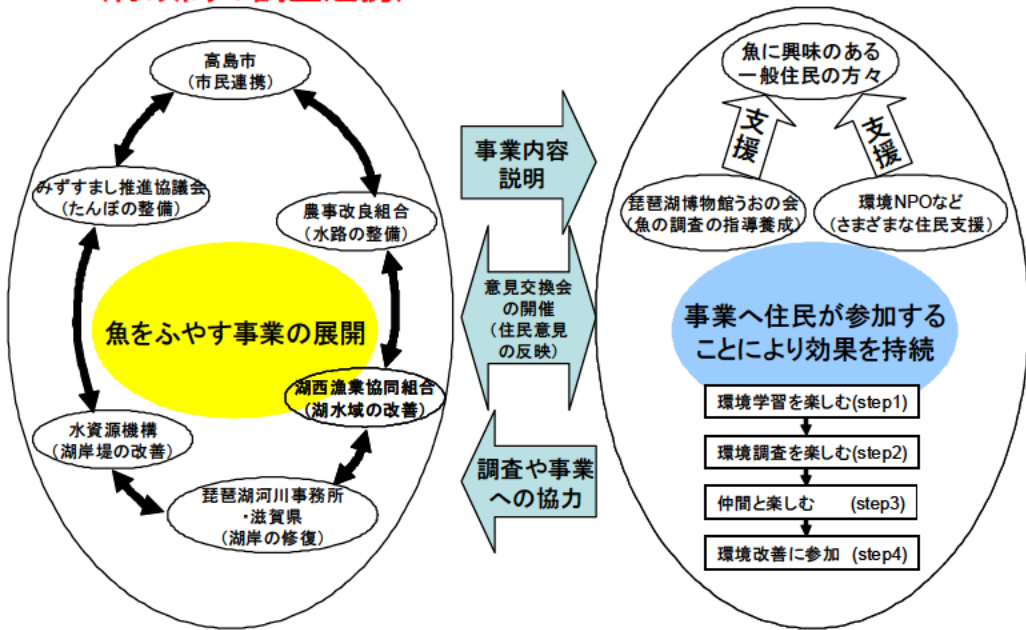 高島市
(市民連携)
みずすまし推進協議会
(たんぼの整備)
農事改良組合
(水路の整備)
魚をふやす事業の展開
湖西漁業協同組合
(湖水域の改善)
水資源機構
(湖岸堤の改善)
琵琶湖河川事務所
・滋賀県
(湖岸の修復)
事業内容
説明
意見交換会
の開催
(住民意見
の反映)
調査や事業
への協力
魚に興味のある
一般住民の方々
支援
支援
琵琶湖博物館うおの会
(魚の調査の指導養成)
環境NPOなど
(さまざまな住民支援)
事業へ住民が参加する
ことにより効果を持続
環境学習を楽しむ(step1)
環境調査を楽しむ(step2)
仲間と楽しむ (step3)
環境改善に参加 (step4)